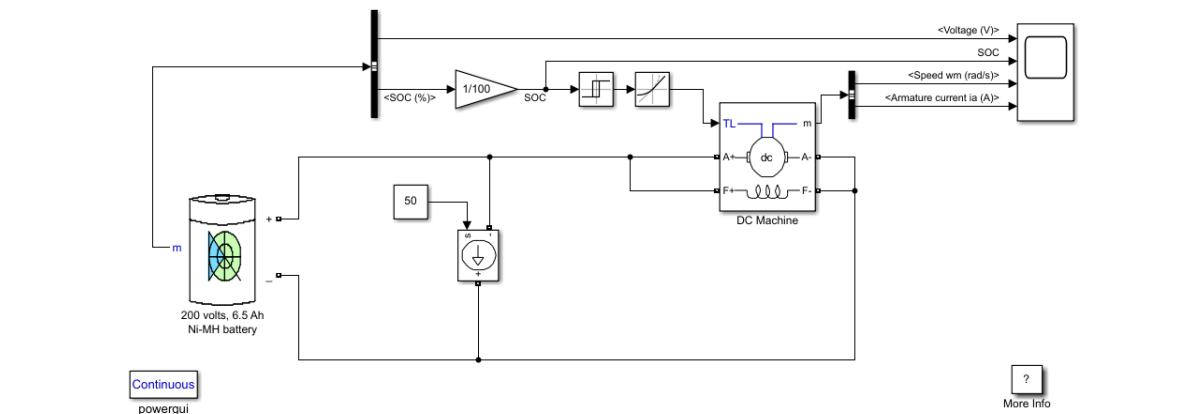 <Voltage (V)>
SOC
<Speed wm (rad/s)>
<SOC (%)>
1/100
SOC
<Armature current ia (A)>
TL
m
A+
dc
A-
50
F+
F-
DC Machine
s
-
+
m
+
_
200 volts, 6.5 Ah
Ni-MH battery
Continuous
powergui
?
More Info